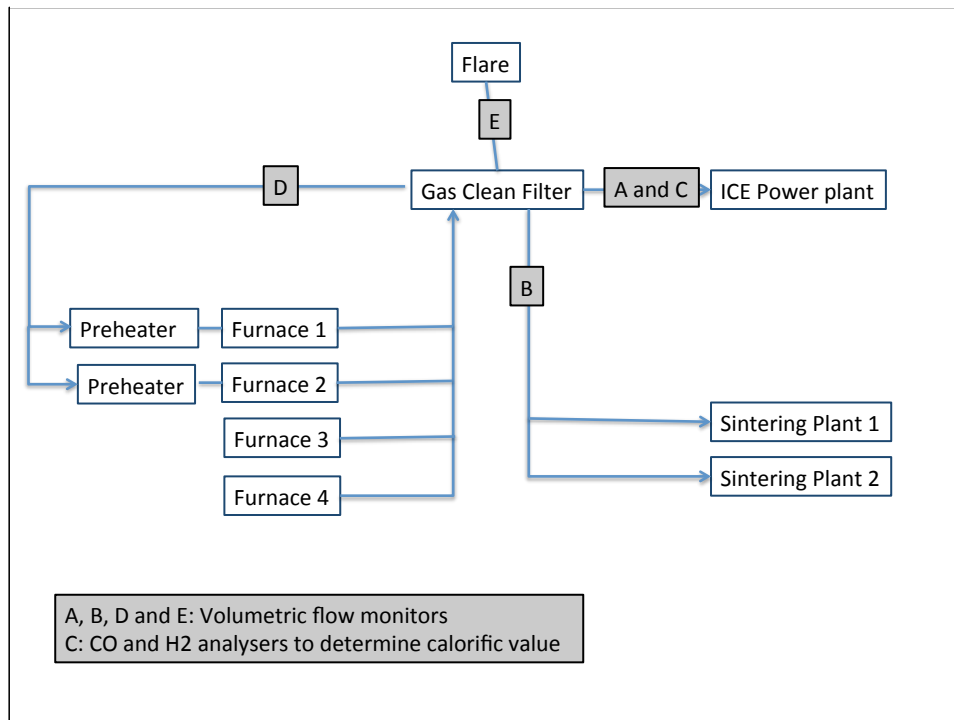 Flare
E
D
Gas Clean Filter
A and C
ICE Power plant
B
Preheater
Furnace 1
Preheater
Furnace 2
Furnace 3
Furnace 4
Sintering Plant 1
Sintering Plant 2
A, B, D and E: Volumetric flow monitors
C: CO and H2 analysers to determine calorific value